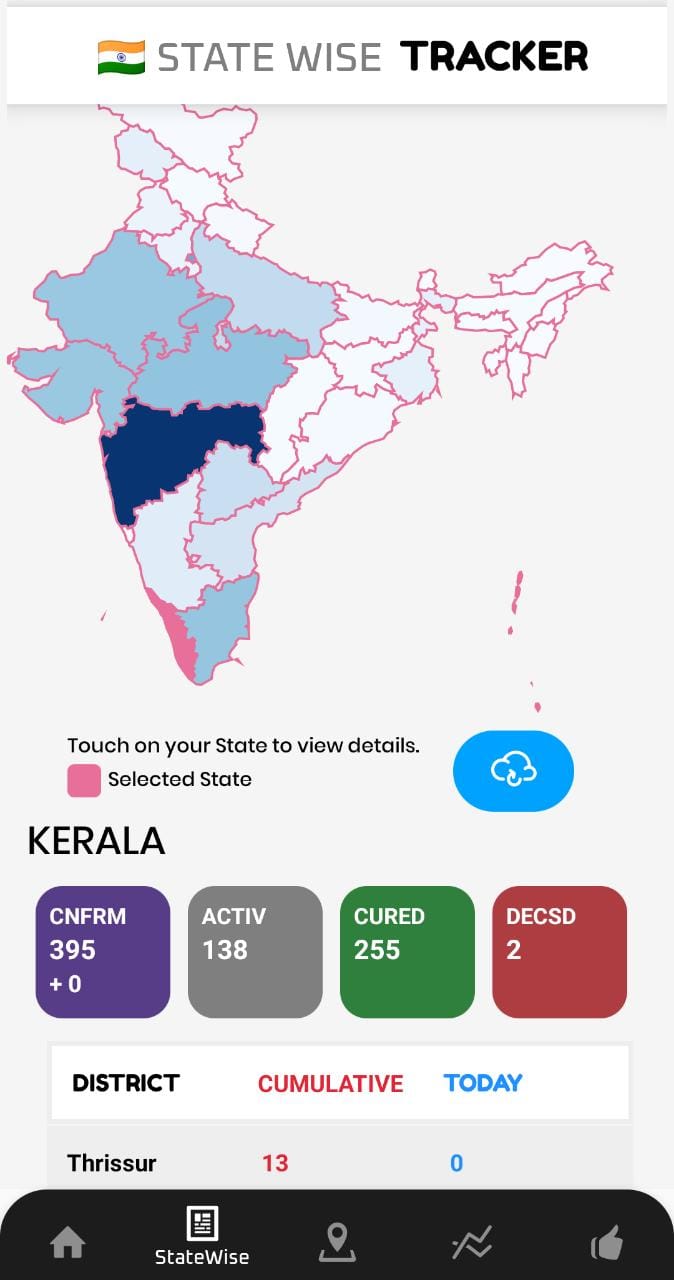 STATE WISE TRACKER
Touch on your State to view details.
Selected State
KERALA
CNFRM ACTIV CURED DECSD
395 138 255 2
+ 0
DISTRICT CUMULATIVE TODAY
Thrissur 13 0
StateWise